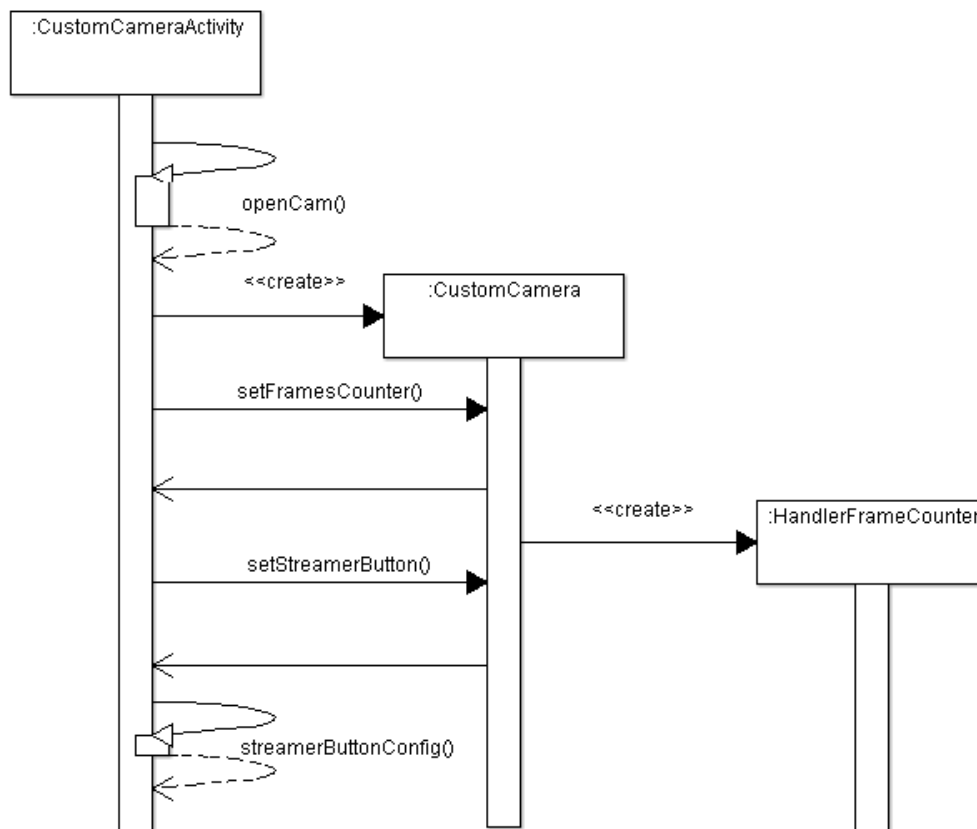 :CustomCameraActivity
openCam()
<<create>>
:CustomCamera
setFramesCounter()
<<create>>
:HandlerFrameCounter
setStreamerButton()
streamerButtonConfig()